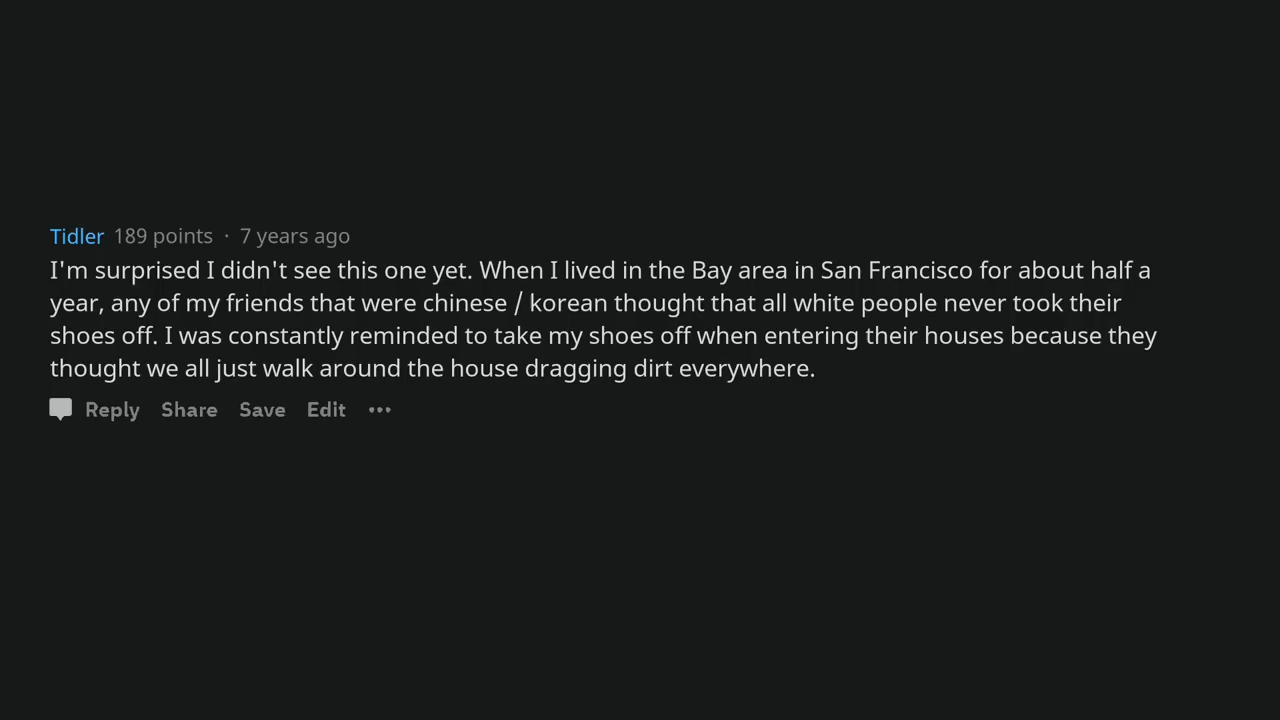 Tidler 189 points · 7 years ago
I'm surprised I didn't see this one yet. When I lived in the Bay area in San Francisco for about half a
year, any of my friends that were chinese / korean thought that all white people never took their
shoes off. I was constantly reminded to take my shoes off when entering their houses because they
thought we all just walk around the house dragging dirt everywhere.
Reply Share Save Edit •••